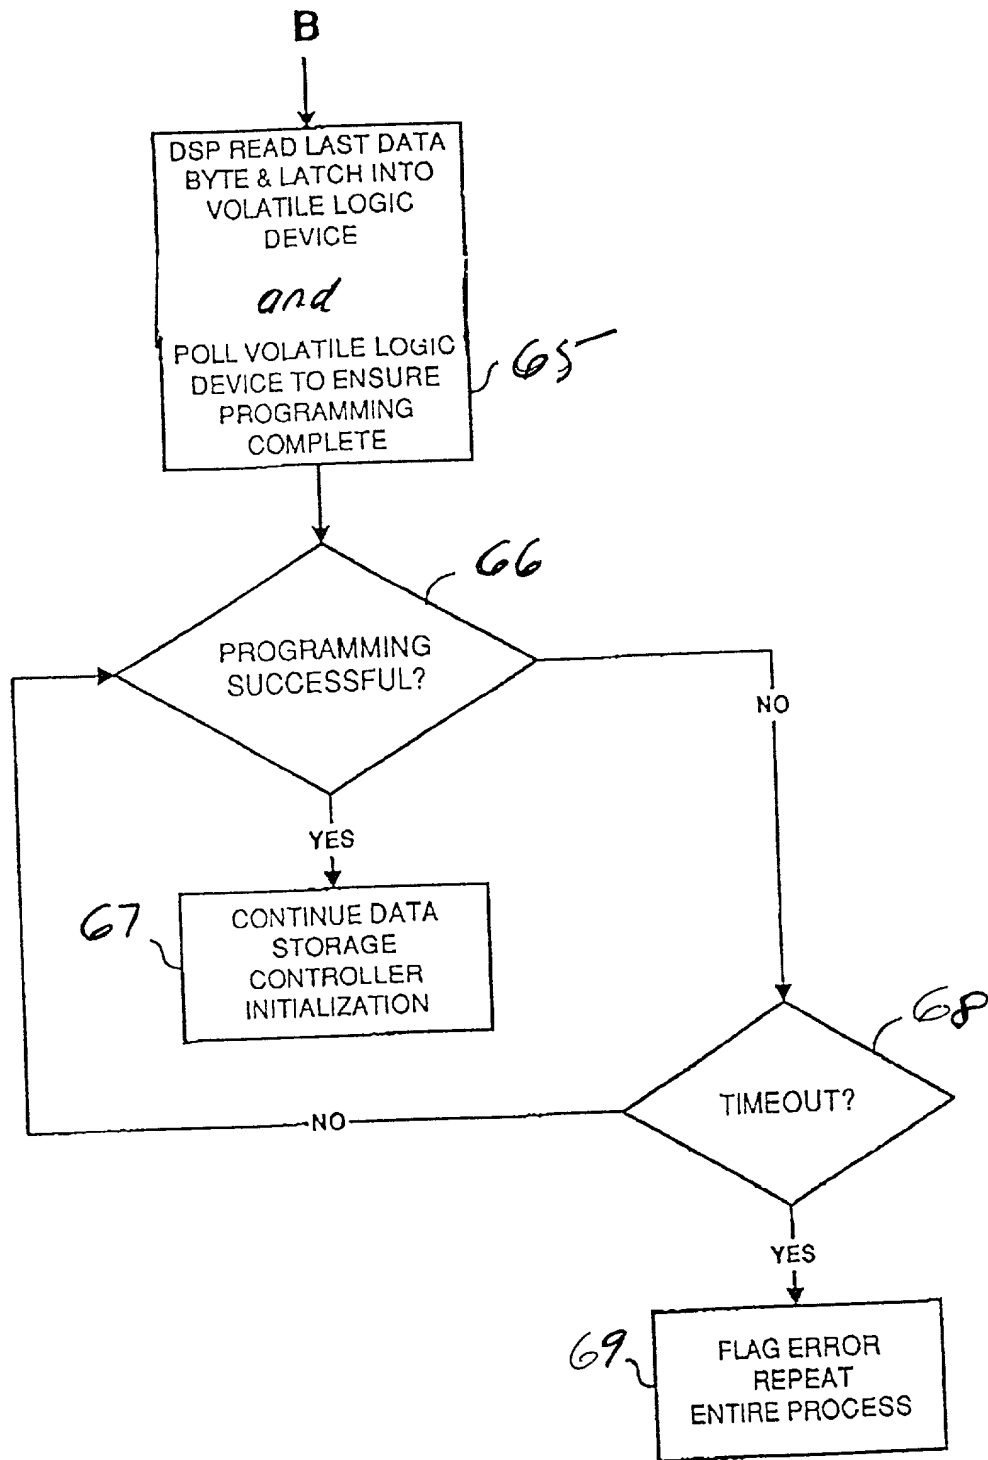 B
DSP READ LAST DATA
BYTE & LATCH INTO
VOLATILE LOGIC
DEVICE
and
POLL VOLATILE LOGIC
DEVICE TO ENSURE
PROGRAMMING
COMPLETE
65
66
PROGRAMMING
SUCCESSFUL?
NO
YES
67
CONTINUE DATA
STORAGE
CONTROLLER
INITIALIZATION
68
TIMEOUT?
NO
YES
69
FLAG ERROR
REPEAT
ENTIRE PROCESS